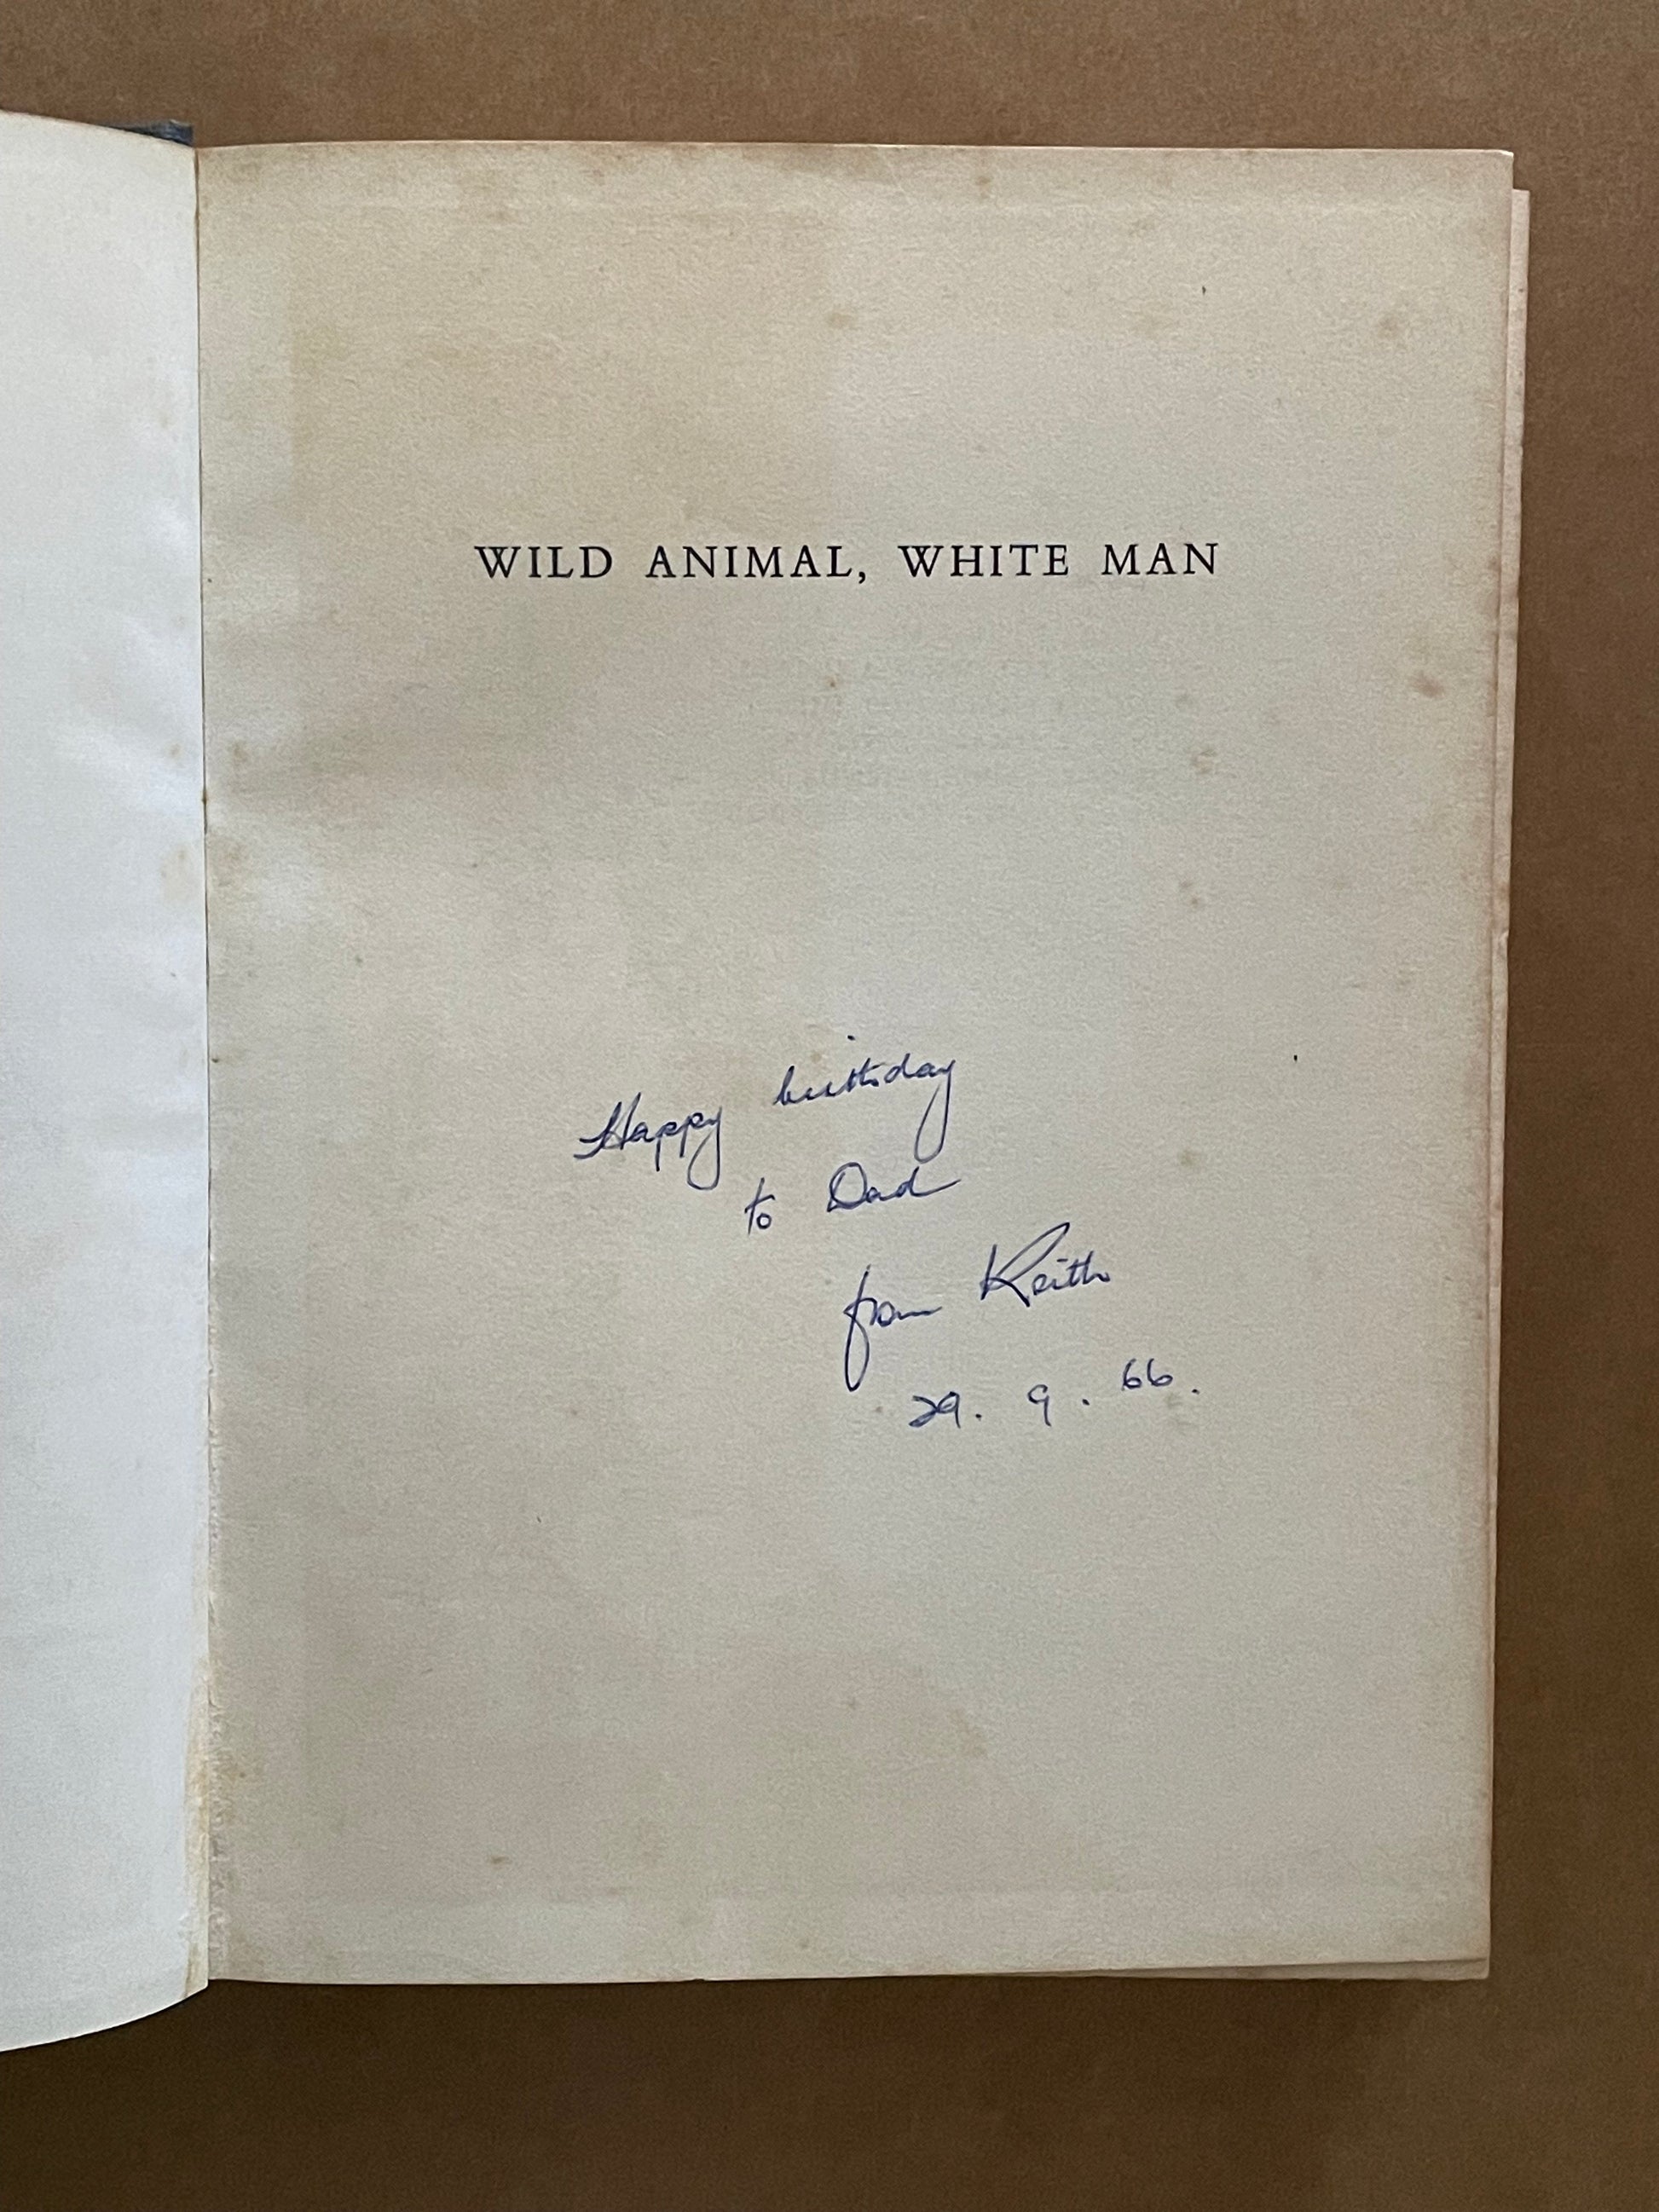 WILD ANIMAL, WHITE MAN
Happy birthday
to Dad
from Keith
29. 9. 66.